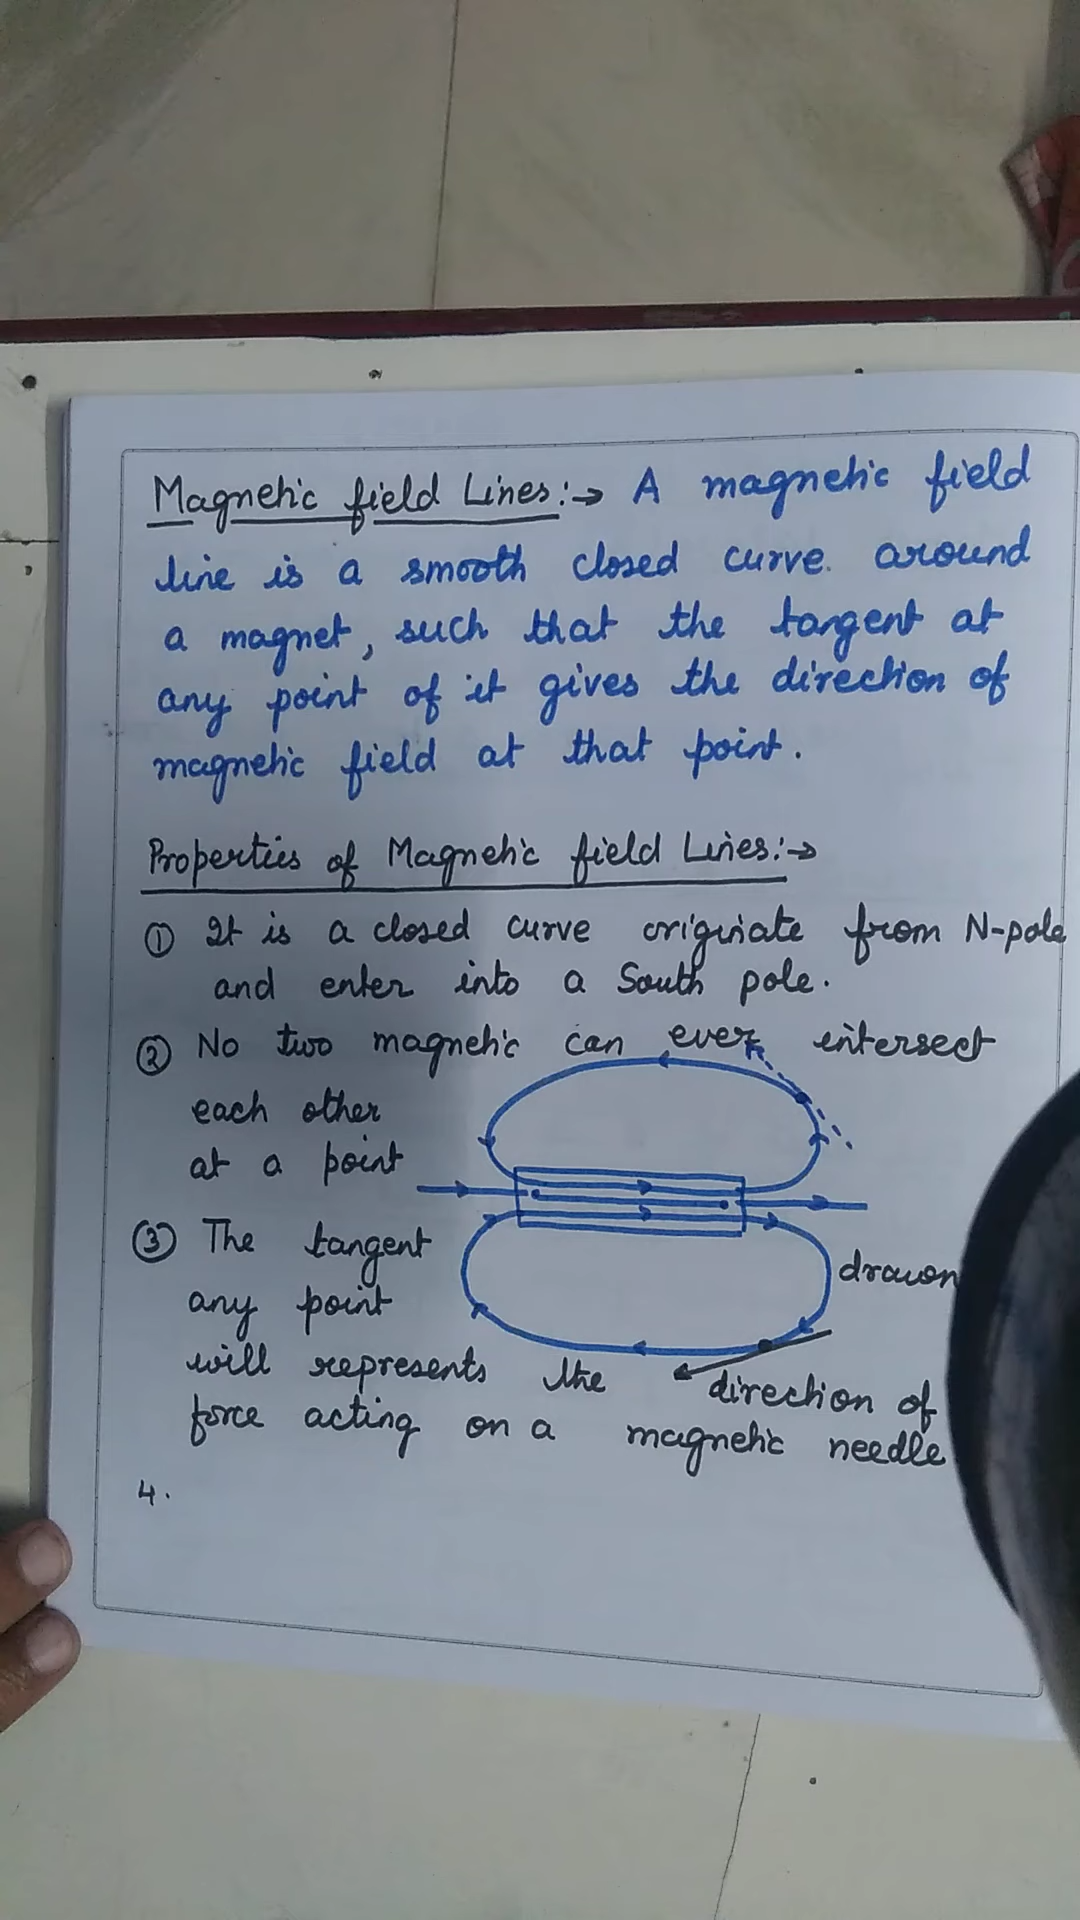 Magnetic field Lines:→ A magnetic field
line is a smooth closed curve. around
a magnet, such that the tangent at
any point of it gives the direction of
magnetic field at that point.
Properties of Magnetic field Lines:→
① It is a closed curve originate from N-pole
and enter into a South pole.
② No two magnetic can ever intersect
each other
at a point
③ The tangent drawn
any point
will represents the direction of
force acting on a magnetic needle
4.